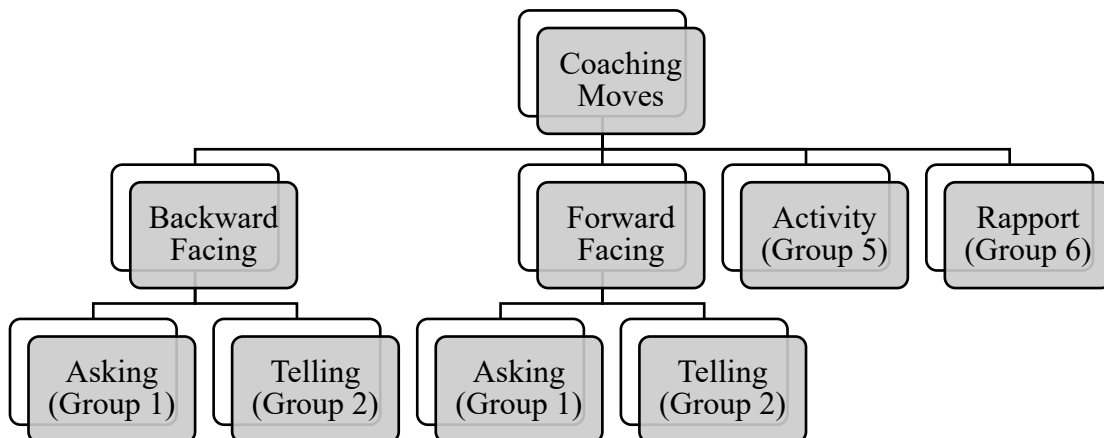 Coaching
Moves
Backward
Facing
Forward
Facing
Activity
(Group 5)
Rapport
(Group 6)
Asking
(Group 1)
Telling
(Group 2)
Asking
(Group 1)
Telling
(Group 2)